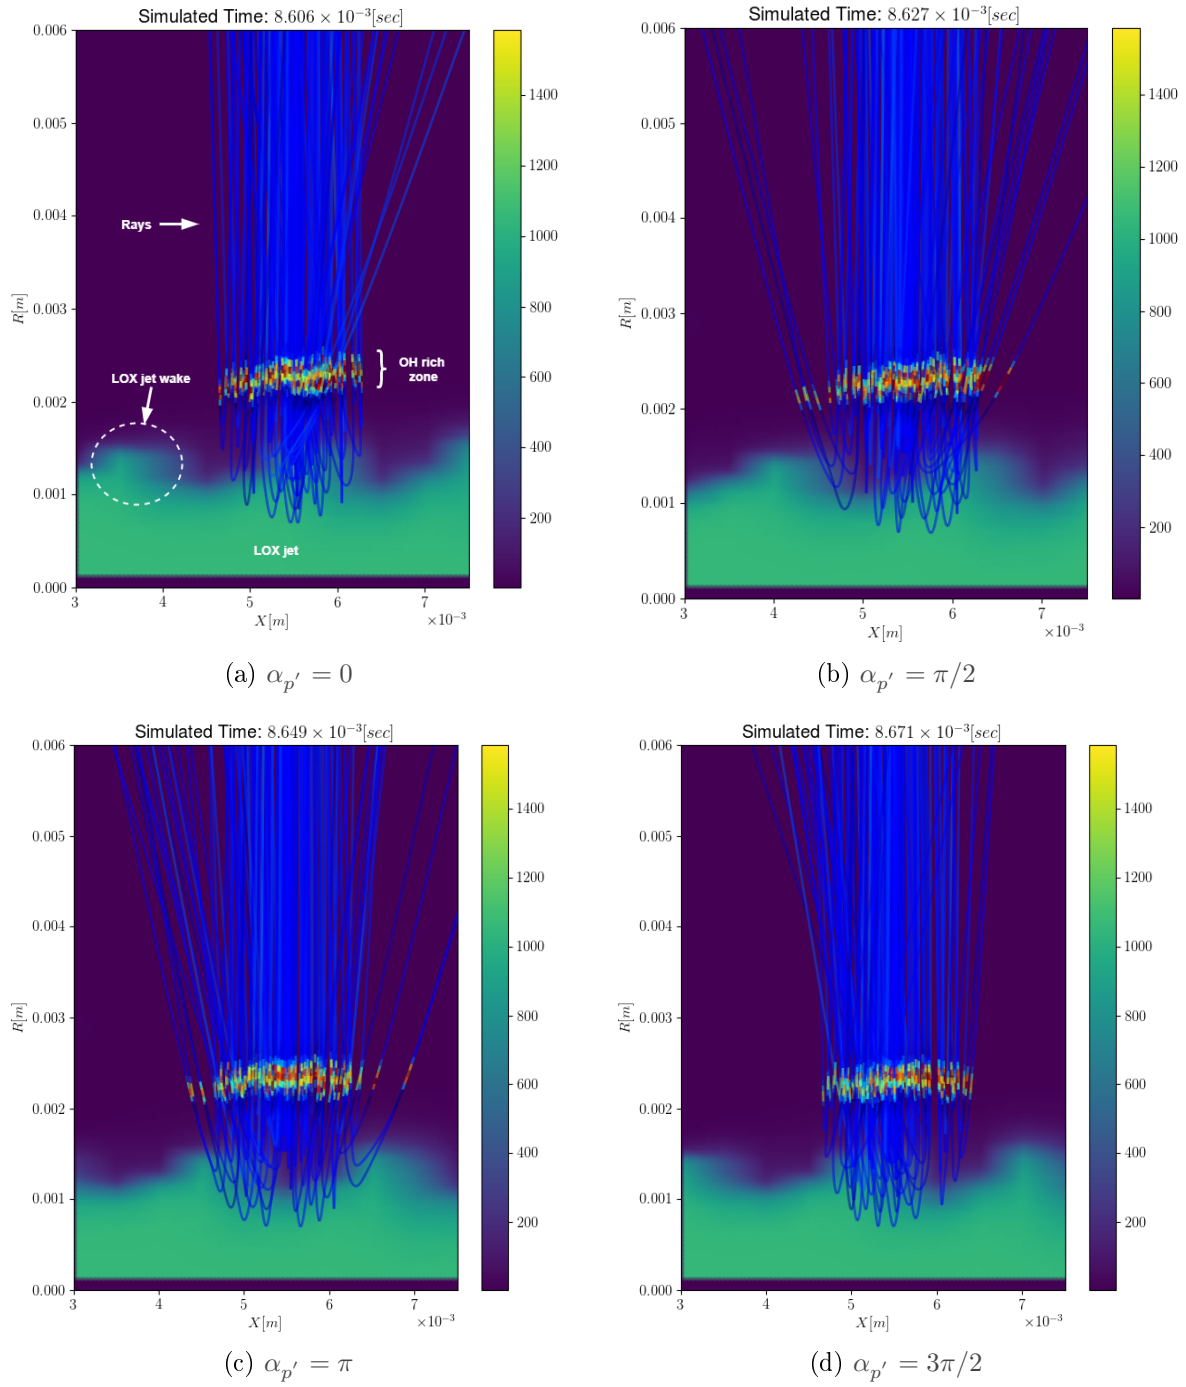 Simulated Time: 8.606 × 10⁻³[sec]
0.006
0.005
0.004
0.003
0.002
0.001
0.000
R[m]
Rays
LOX jet wake
OH rich
zone
LOX jet
3 4 5 6 7
X[m] ×10⁻³
1400
1200
1000
800
600
400
200
(a) αₚ′ = 0
Simulated Time: 8.627 × 10⁻³[sec]
0.006
0.005
0.004
0.003
0.002
0.001
0.000
R[m]
3 4 5 6 7
X[m] ×10⁻³
1400
1200
1000
800
600
400
200
(b) αₚ′ = π/2
Simulated Time: 8.649 × 10⁻³[sec]
0.006
0.005
0.004
0.003
0.002
0.001
0.000
R[m]
3 4 5 6 7
X[m] ×10⁻³
1400
1200
1000
800
600
400
200
(c) αₚ′ = π
Simulated Time: 8.671 × 10⁻³[sec]
0.006
0.005
0.004
0.003
0.002
0.001
0.000
R[m]
3 4 5 6 7
X[m] ×10⁻³
1400
1200
1000
800
600
400
200
(d) αₚ′ = 3π/2